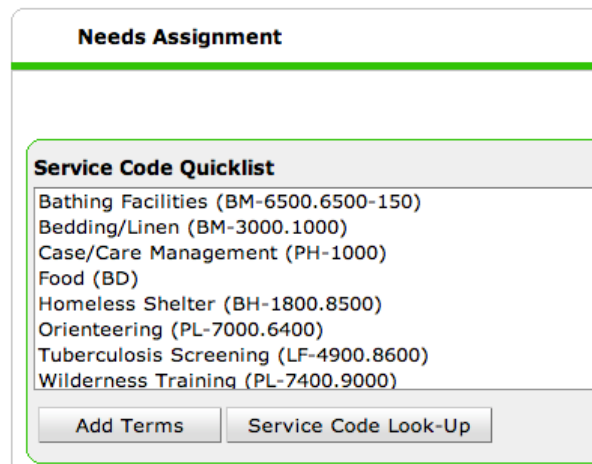 Needs Assignment
Service Code Quicklist
Bathing Facilities (BM-6500.6500-150)
Bedding/Linen (BM-3000.1000)
Case/Care Management (PH-1000)
Food (BD)
Homeless Shelter (BH-1800.8500)
Orienteering (PL-7000.6400)
Tuberculosis Screening (LF-4900.8600)
Wilderness Training (PL-7400.9000)
Add Terms
Service Code Look-Up